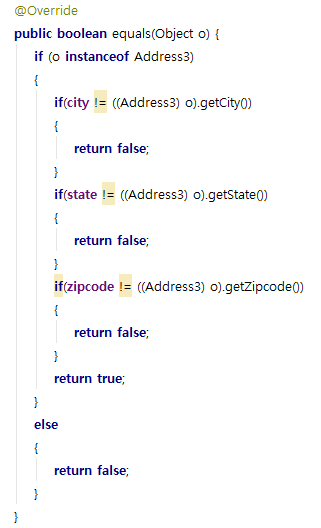 @Override
public boolean equals(Object o) {
if (o instanceof Address3)
{
if(city != ((Address3) o).getCity())
{
return false;
}
if(state != ((Address3) o).getState())
{
return false;
}
if(zipcode != ((Address3) o).getZipcode())
{
return false;
}
return true;
}
else
{
return false;
}
}